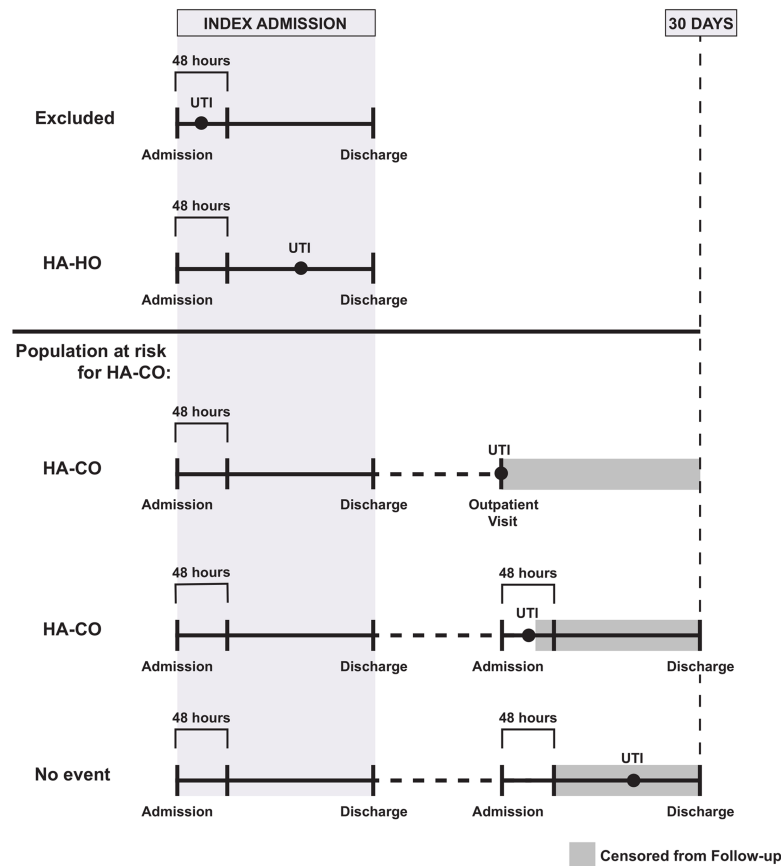 INDEX ADMISSION
30 DAYS
48 hours
UTI
Excluded
Admission
Discharge
48 hours
UTI
HA-HO
Admission
Discharge
Population at risk
for HA-CO:
48 hours
UTI
HA-CO
Admission
Discharge
Outpatient
Visit
48 hours
48 hours
UTI
HA-CO
Admission
Discharge
Admission
Discharge
48 hours
48 hours
UTI
No event
Admission
Discharge
Admission
Discharge
Censored from Follow-up